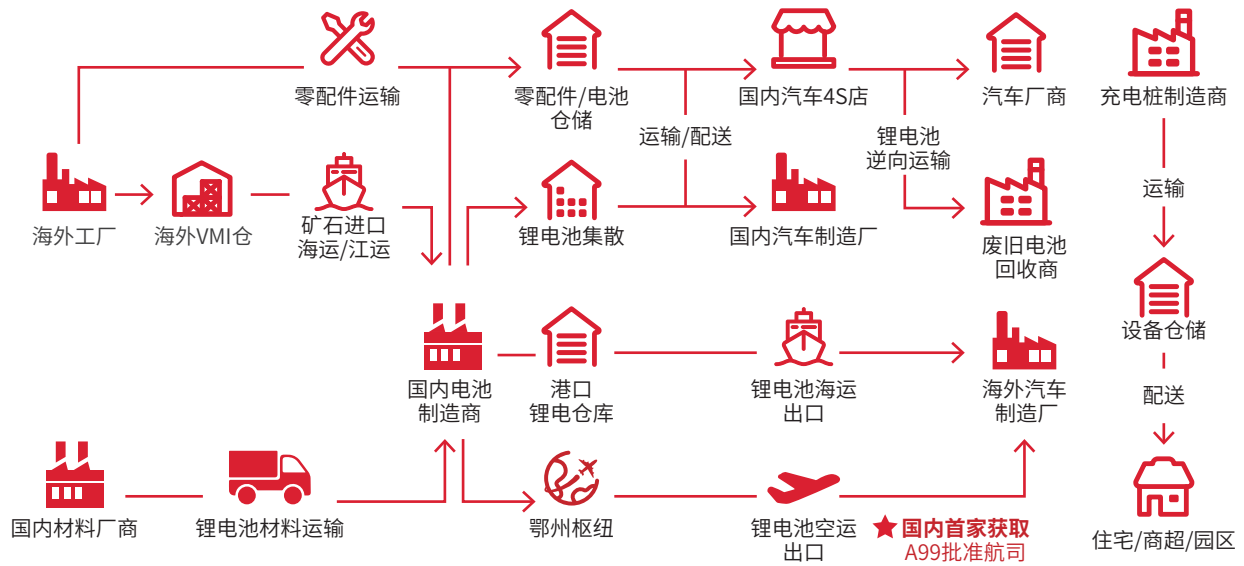 零配件运输
零配件/电池
仓储
国内汽车4S店
汽车厂商
充电桩制造商
运输/配送
锂电池
逆向运输
运输
海外工厂
海外VMI仓
矿石进口
海运/江运
锂电池集散
国内汽车制造厂
废旧电池
回收商
设备仓储
国内电池
制造商
港口
锂电仓库
锂电池海运
出口
海外汽车
制造厂
配送
国内材料厂商
锂电池材料运输
鄂州枢纽
锂电池空运
出口
国内首家获取
A99批准航司
住宅/商超/园区